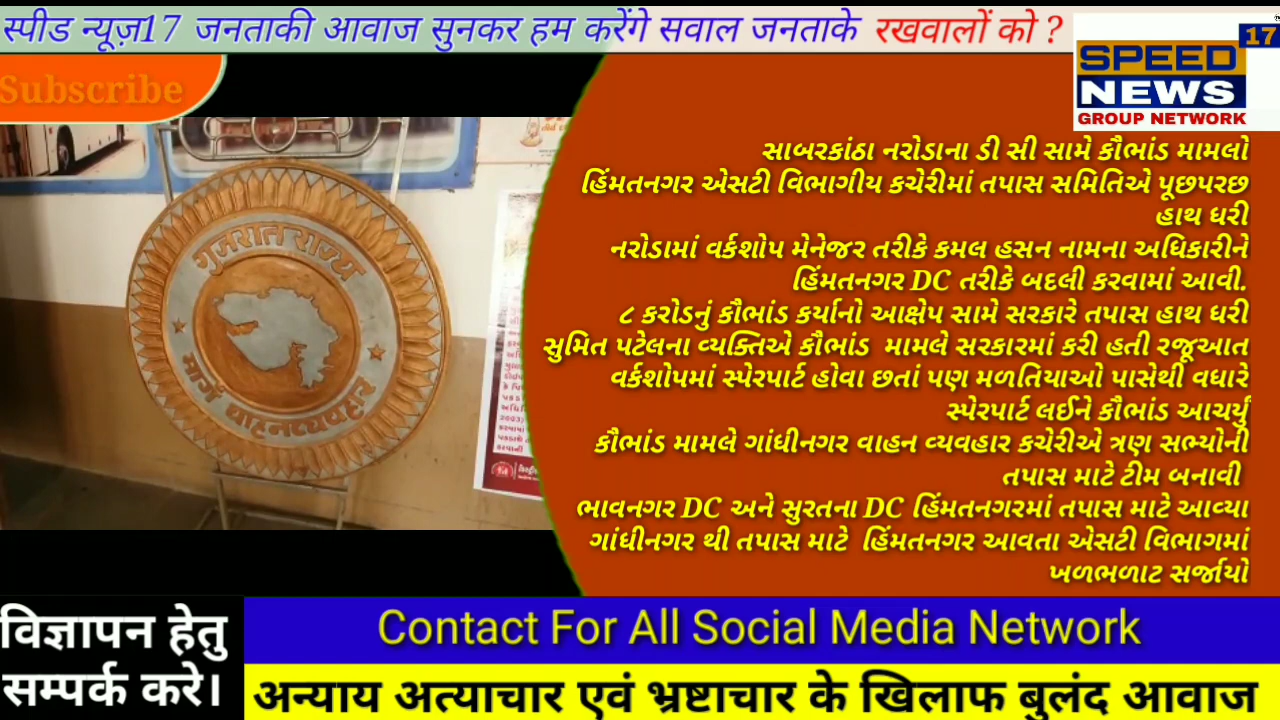 स्पीड न्यूज़17 जनताकी आवाज सुनकर हम करेंगे सवाल जनताके रखवालों को ?
17
SPEED
NEWS
GROUP NETWORK
Subscribe
ગુજરાત રાજ્ય
માર્ગ વાહનવ્યવહાર
સાબરકાંઠા નરોડાના ડી સી સામે કૌભાંડ મામલો
હિંમતનગર એસટી વિભાગીય કચેરીમાં તપાસ સમિતિએ પૂછપરછ
હાથ ધરી
નરોડામાં વર્કશોપ મેનેજર તરીકે કમલ હસન નામના અધિકારીને
હિંમતનગર DC તરીકે બદલી કરવામાં આવી.
૮ કરોડનું કૌભાંડ કર્યાનો આક્ષેપ સામે સરકારે તપાસ હાથ ધરી
સુમિત પટેલના વ્યક્તિએ કૌભાંડ મામલે સરકારમાં કરી હતી રજૂઆત
વર્કશોપમાં સ્પેરપાર્ટ હોવા છતાં પણ મળતિયાઓ પાસેથી વધારે
સ્પેરપાર્ટ લઈને કૌભાંડ આચર્યું
કૌભાંડ મામલે ગાંધીનગર વાહન વ્યવહાર કચેરીએ ત્રણ સભ્યોની
તપાસ માટે ટીમ બનાવી
ભાવનગર DC અને સુરતના DC હિંમતનગરમાં તપાસ માટે આવ્યા
ગાંધીનગર થી તપાસ માટે હિંમતનગર આવતા એસટી વિભાગમાં
ખળભળાટ સર્જાયો
विज्ञापन हेतु
सम्पर्क करे।
Contact For All Social Media Network
अन्याय अत्याचार एवं भ्रष्टाचार के खिलाफ बुलंद आवाज